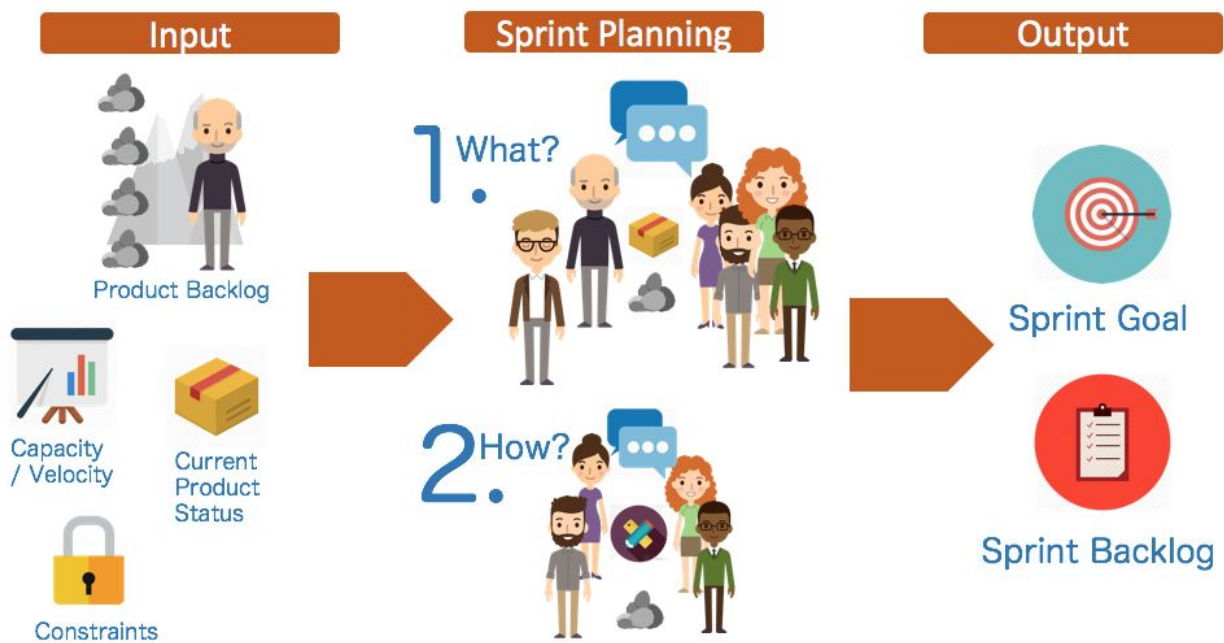 Input
Sprint Planning
Output
Product Backlog
Capacity
/ Velocity
Current
Product
Status
Constraints
1.
What?
2.
How?
Sprint Goal
Sprint Backlog